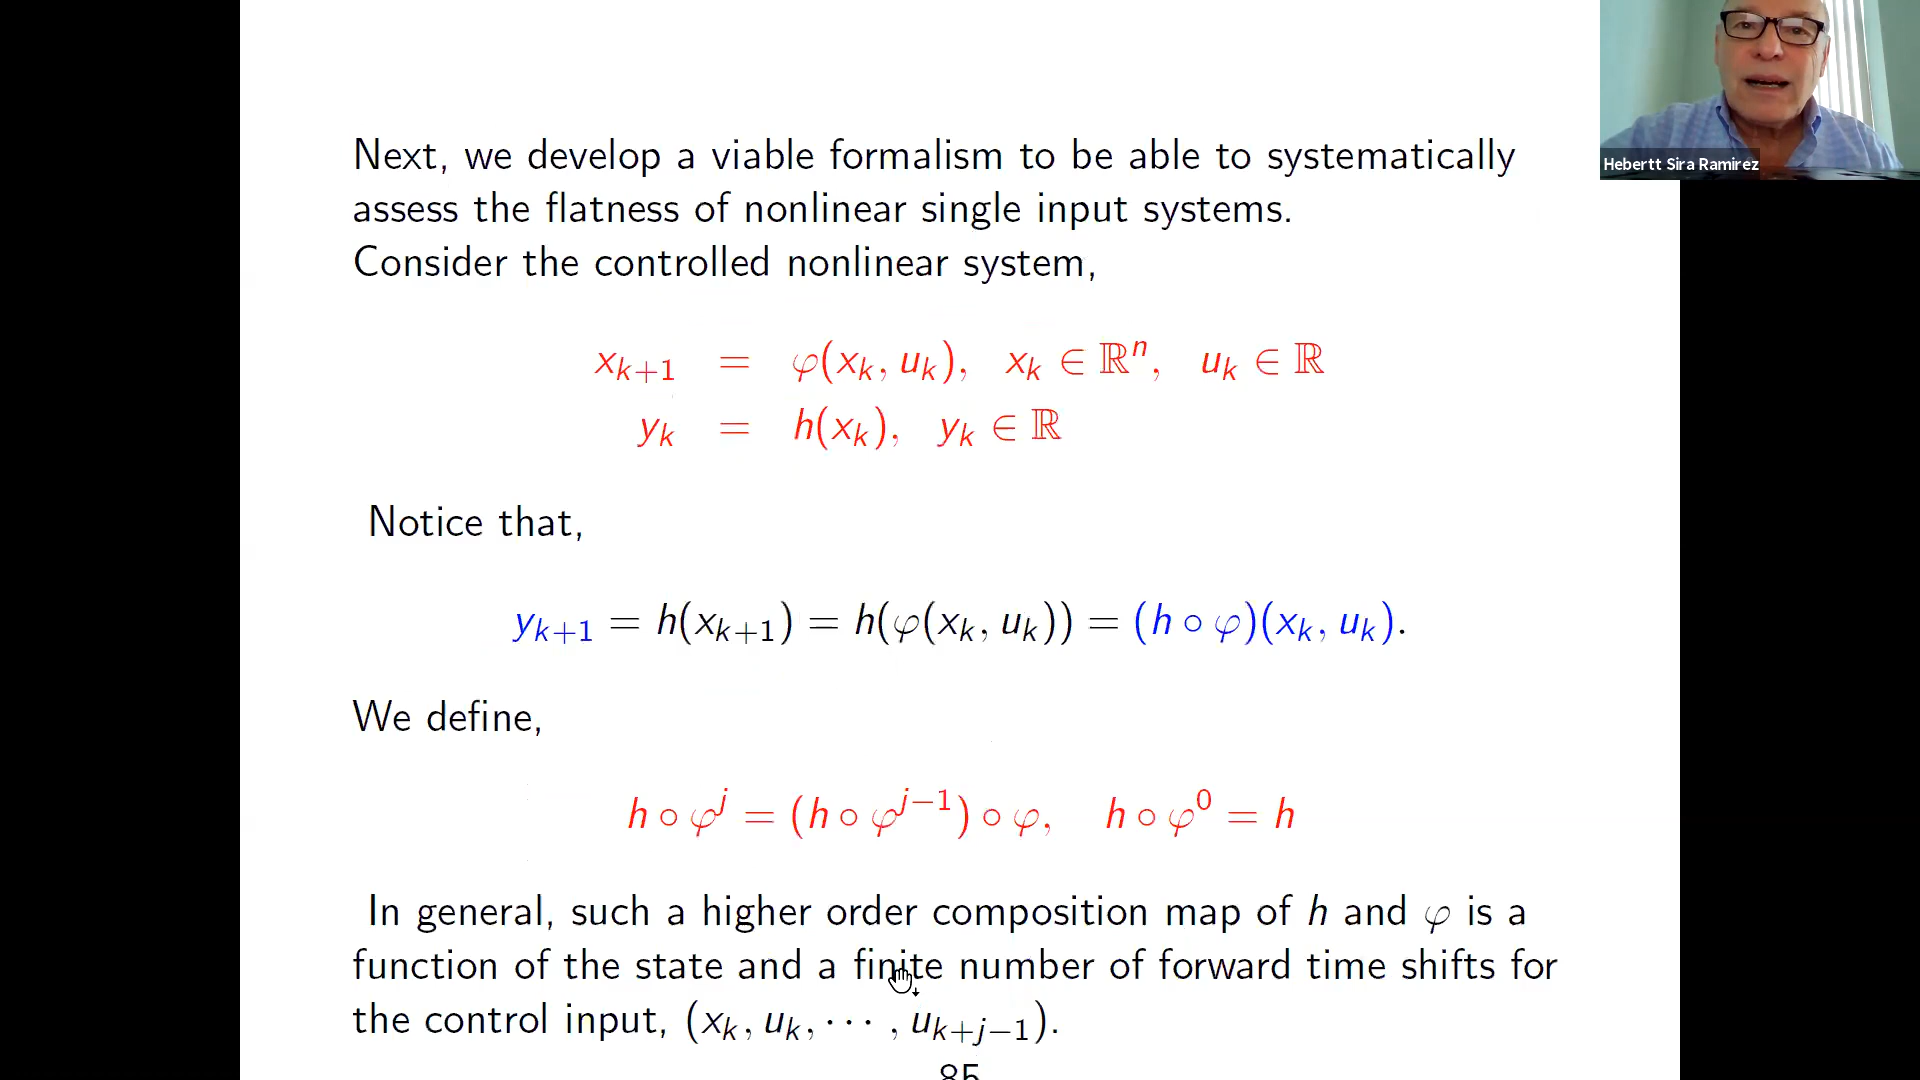 Hebertt Sira Ramirez
Next, we develop a viable formalism to be able to systematically
assess the flatness of nonlinear single input systems.
Consider the controlled nonlinear system,
x_{k+1} = φ(x_k, u_k), x_k ∈ ℝ^n, u_k ∈ ℝ
y_k = h(x_k), y_k ∈ ℝ
Notice that,
y_{k+1} = h(x_{k+1}) = h(φ(x_k, u_k)) = (h ∘ φ)(x_k, u_k).
We define,
h ∘ φ^j = (h ∘ φ^{j−1}) ∘ φ, h ∘ φ^0 = h
In general, such a higher order composition map of h and φ is a
function of the state and a finite number of forward time shifts for
the control input, (x_k, u_k, ⋯ , u_{k+j−1}).
85